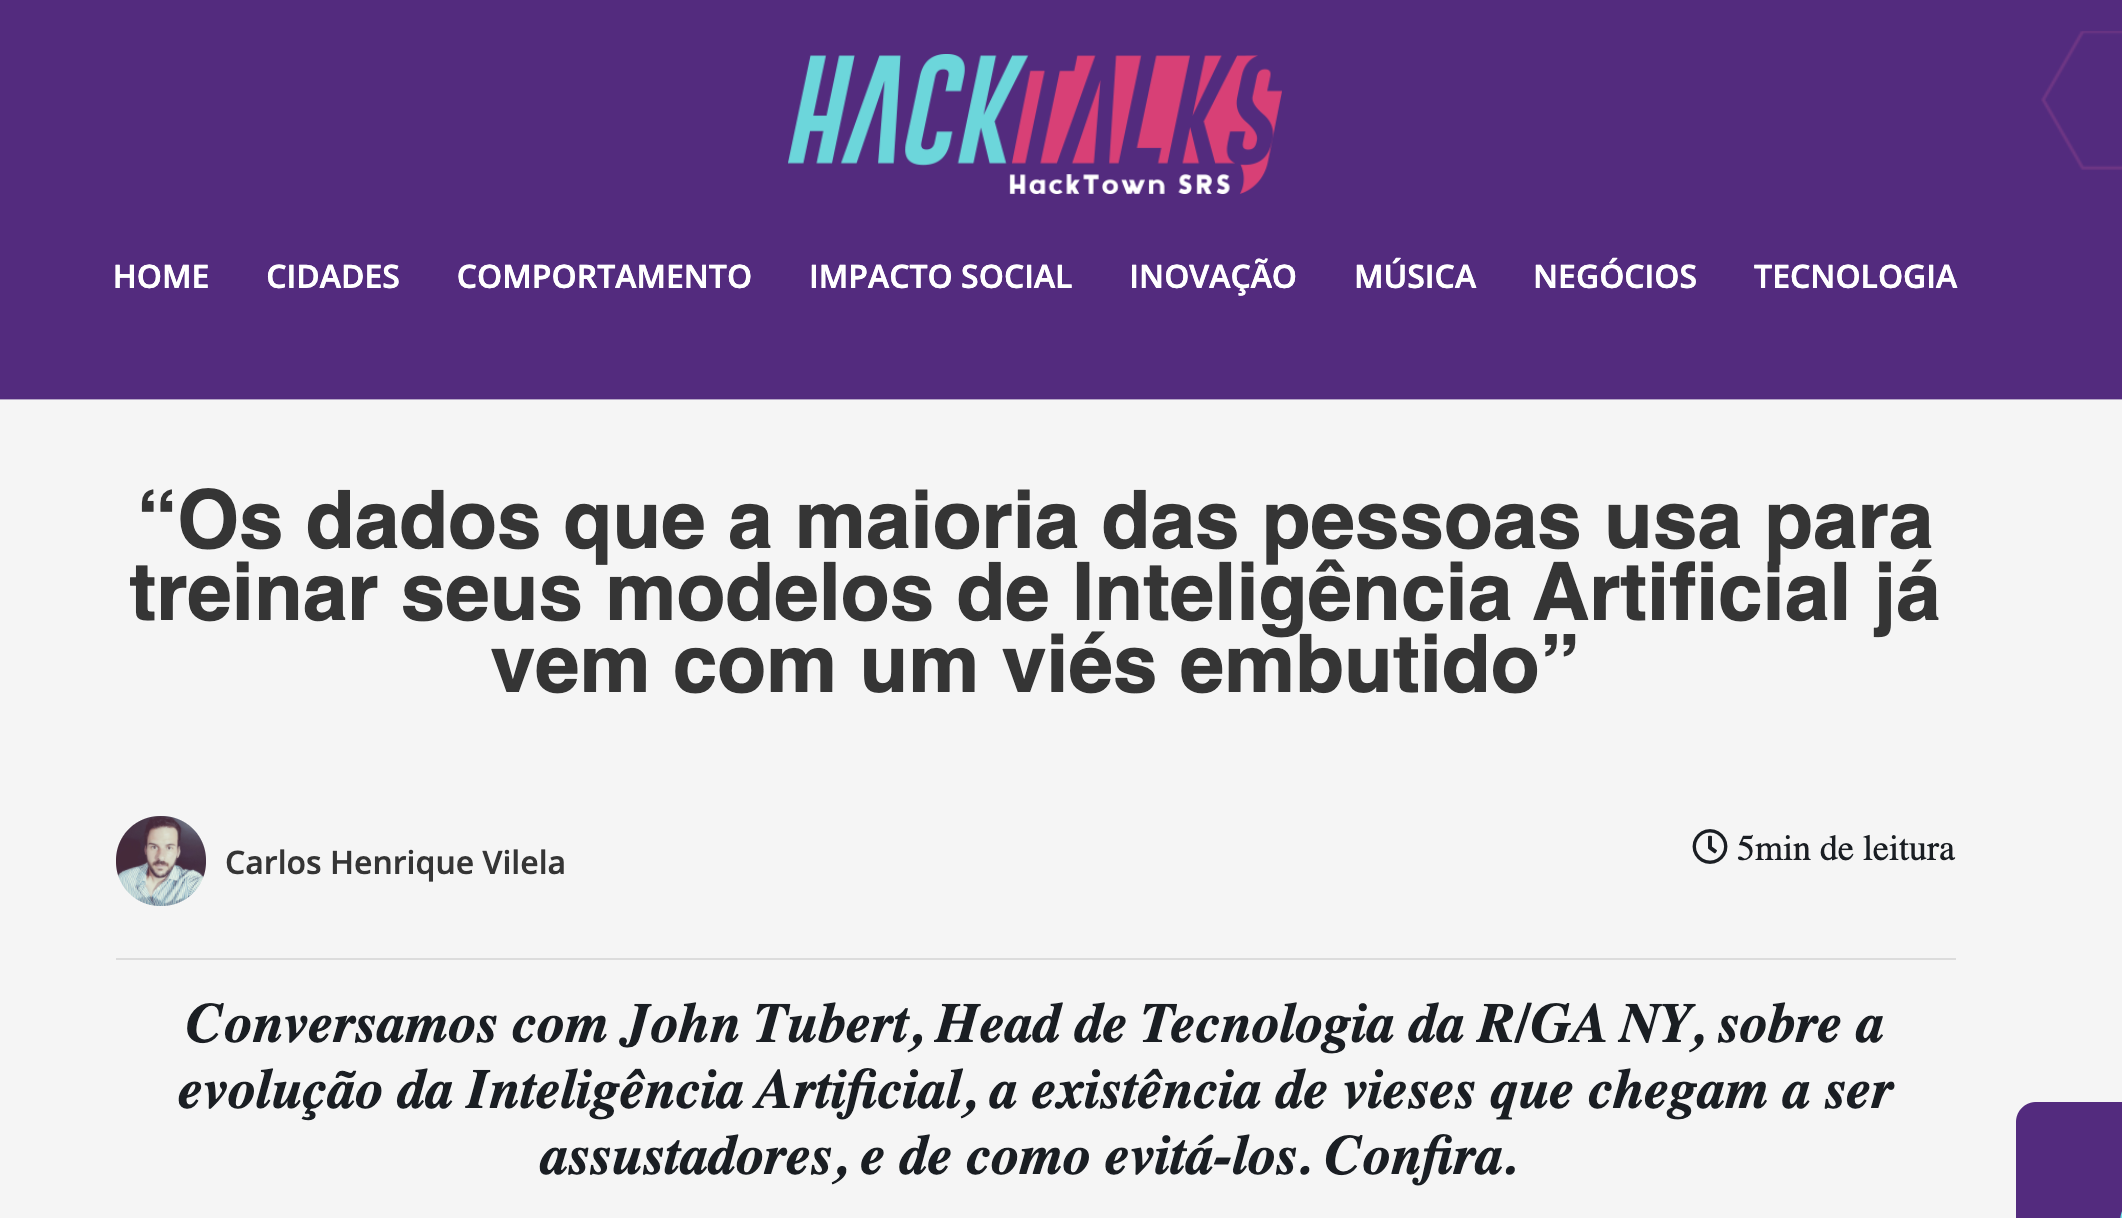 HACKTALKS
HackTown SRS
HOME CIDADES COMPORTAMENTO IMPACTO SOCIAL INOVAÇÃO MÚSICA NEGÓCIOS TECNOLOGIA
“Os dados que a maioria das pessoas usa para
treinar seus modelos de Inteligência Artificial já
vem com um viés embutido”
Carlos Henrique Vilela
5min de leitura
Conversamos com John Tubert, Head de Tecnologia da R/GA NY, sobre a
evolução da Inteligência Artificial, a existência de vieses que chegam a ser
assustadores, e de como evitá-los. Confira.